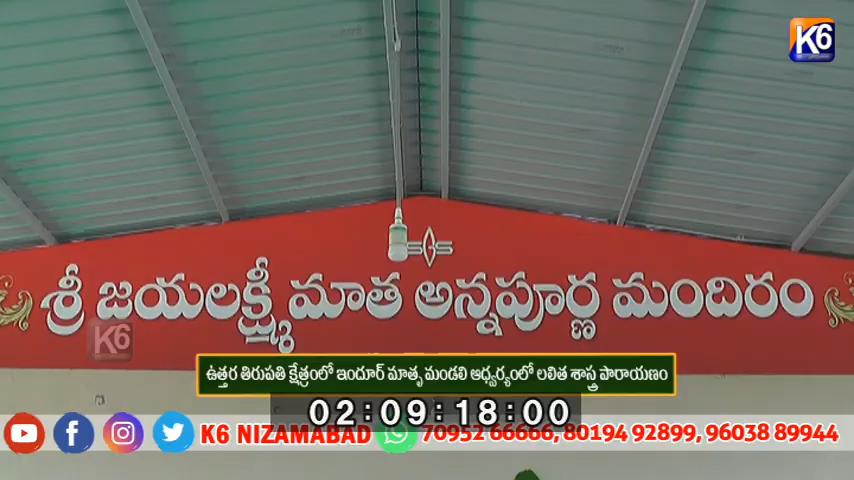 K6
SGS
శ్రీ జయలక్ష్మీ మాత అన్నపూర్ణ మందిరం
K6
ఉత్తర తిరుపతి క్షేత్రంలో ఇందూర్ మాతృ మండలి ఆధ్వర్యంలో లలిత శాస్త్ర పారాయణం
02:09:18:00
K6 NIZAMABAD 70952 66666, 80194 92899, 96038 89944